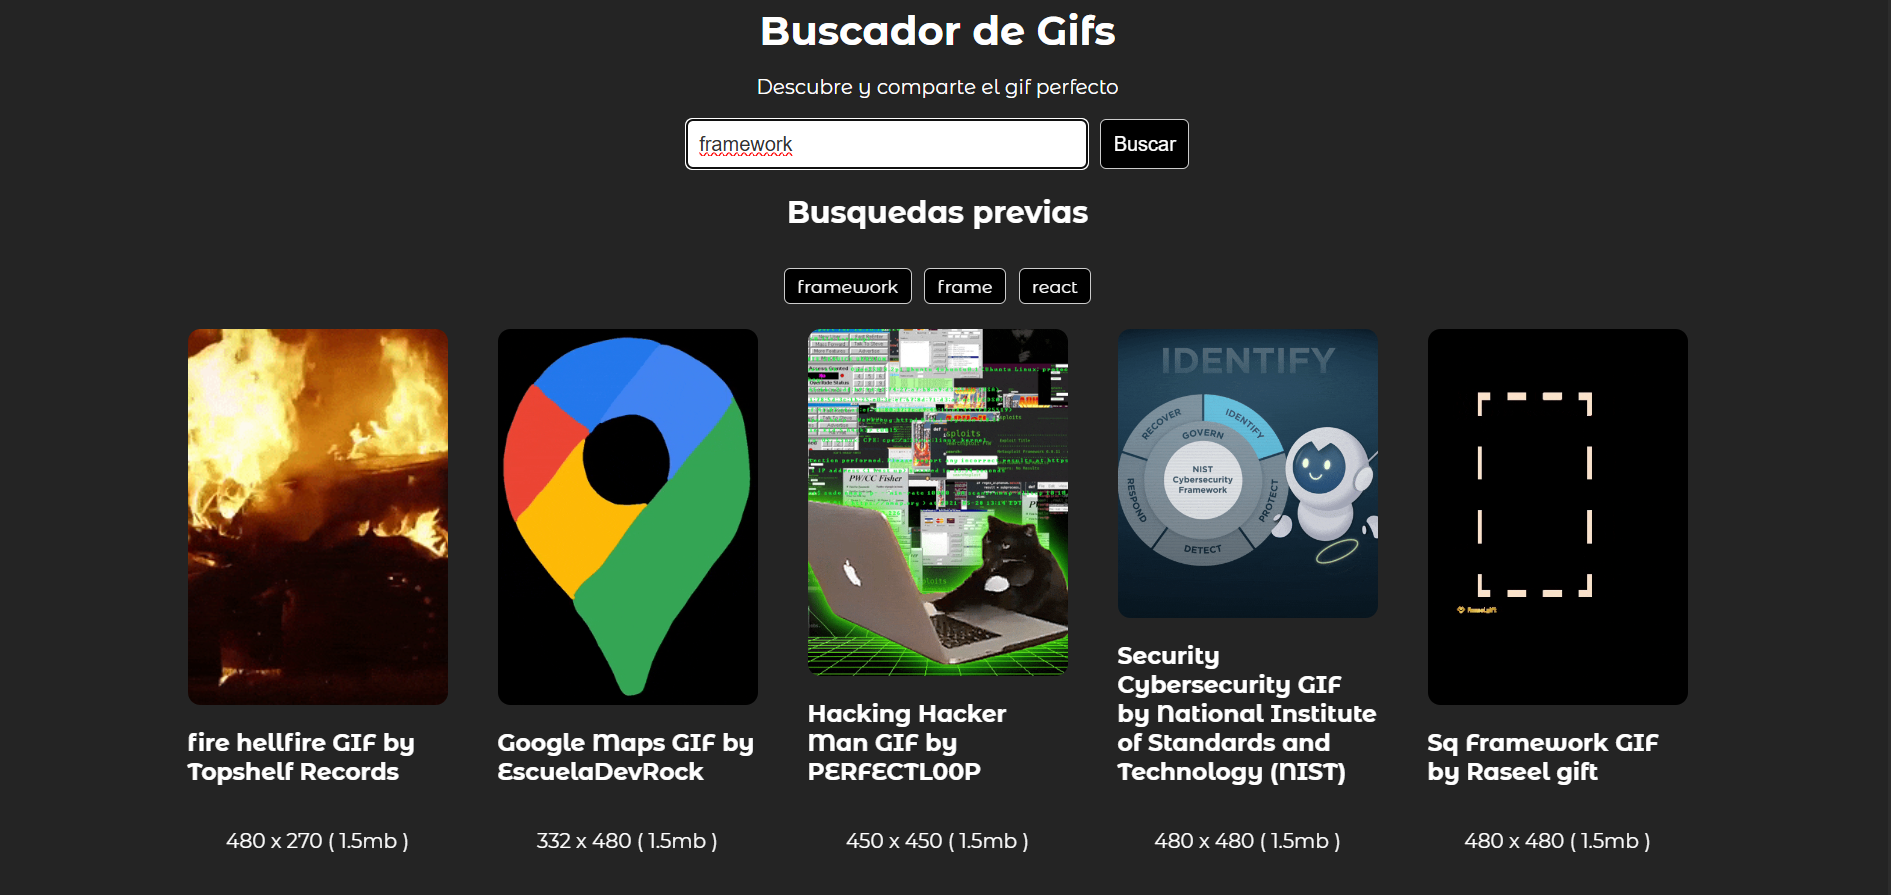 Buscador de Gifs
Descubre y comparte el gif perfecto
framework
Buscar
Busquedas previas
framework
frame
react
PW/CC Fisher
sploits
IDENTIFY
RECOVER
IDENTIFY
GOVERN
NIST
Cybersecurity
Framework
RESPOND
PROTECT
DETECT
fire hellfire GIF by
Topshelf Records
Google Maps GIF by
EscuelaDevRock
Hacking Hacker
Man GIF by
PERFECTL00P
Security
Cybersecurity GIF
by National Institute
of Standards and
Technology (NIST)
Sq Framework GIF
by Raseel gift
480 x 270 ( 1.5mb )
332 x 480 ( 1.5mb )
450 x 450 ( 1.5mb )
480 x 480 ( 1.5mb )
480 x 480 ( 1.5mb )